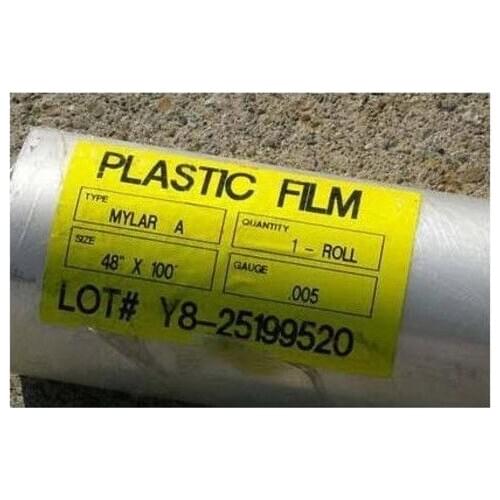 PLASTIC FILM
TYPE
MYLAR A
QUANTITY
1 - ROLL
SIZE
48" X 100'
GAUGE
.005
LOT# Y8-25199520